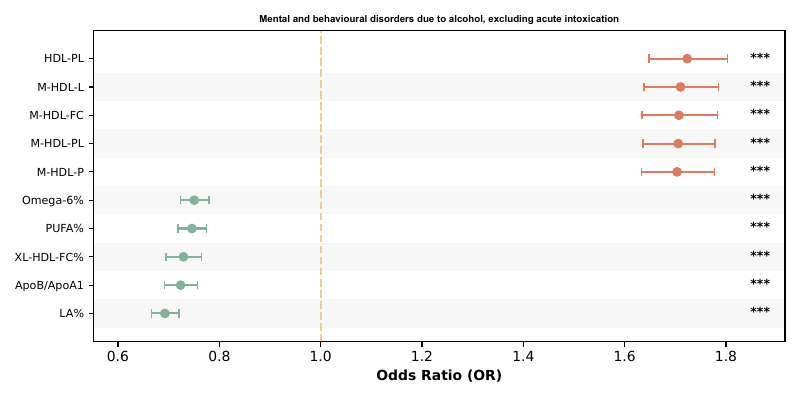 Mental and behavioural disorders due to alcohol, excluding acute intoxication
HDL-PL ***
M-HDL-L ***
M-HDL-FC ***
M-HDL-PL ***
M-HDL-P ***
Omega-6% ***
PUFA% ***
XL-HDL-FC% ***
ApoB/ApoA1 ***
LA% ***
0.6 0.8 1.0 1.2 1.4 1.6 1.8
Odds Ratio (OR)